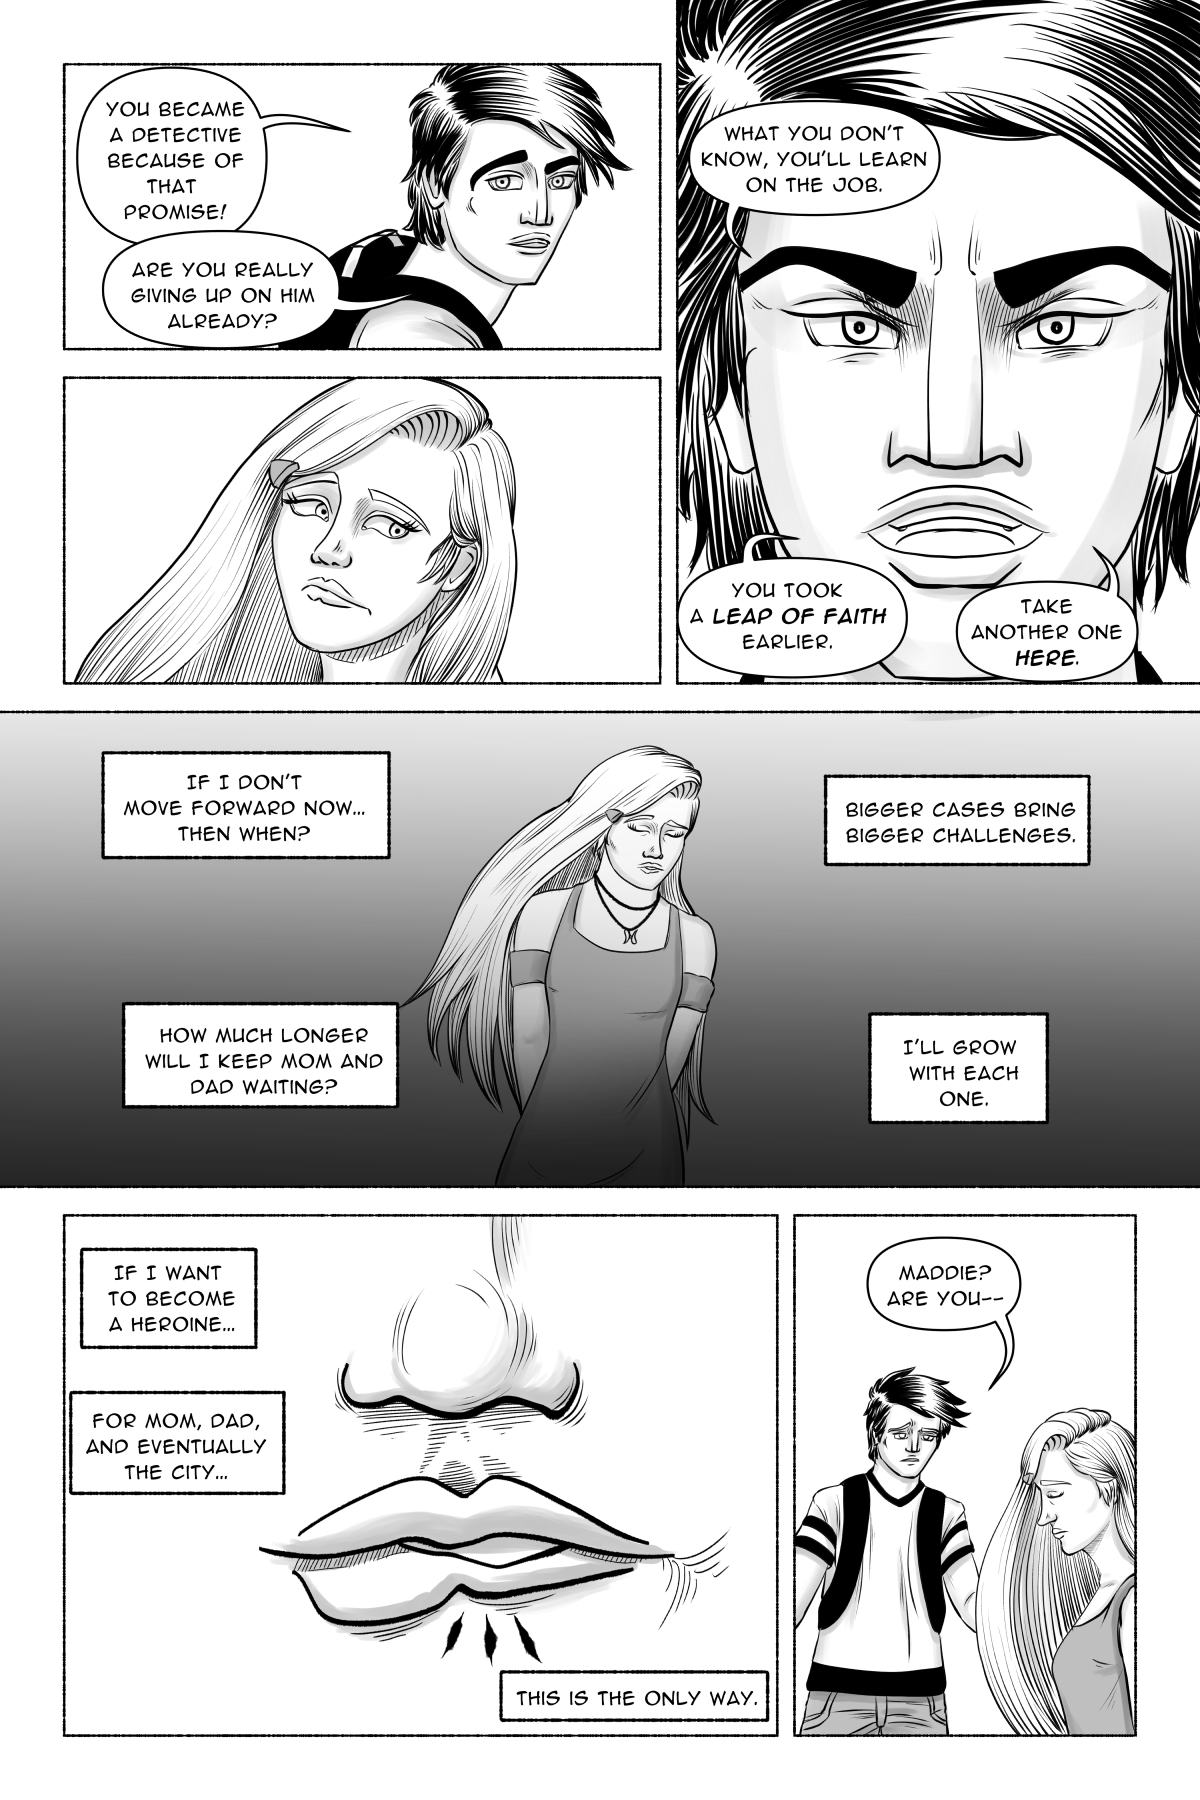 YOU BECAME
A DETECTIVE
BECAUSE OF
THAT
PROMISE!
ARE YOU REALLY
GIVING UP ON HIM
ALREADY?
WHAT YOU DON'T
KNOW, YOU'LL LEARN
ON THE JOB.
YOU TOOK
A LEAP OF FAITH
EARLIER.
TAKE
ANOTHER ONE
HERE.
IF I DON'T
MOVE FORWARD NOW...
THEN WHEN?
HOW MUCH LONGER
WILL I KEEP MOM AND
DAD WAITING?
BIGGER CASES BRING
BIGGER CHALLENGES.
I'LL GROW
WITH EACH
ONE.
IF I WANT
TO BECOME
A HEROINE...
FOR MOM, DAD,
AND EVENTUALLY
THE CITY...
THIS IS THE ONLY WAY.
MADDIE?
ARE YOU--